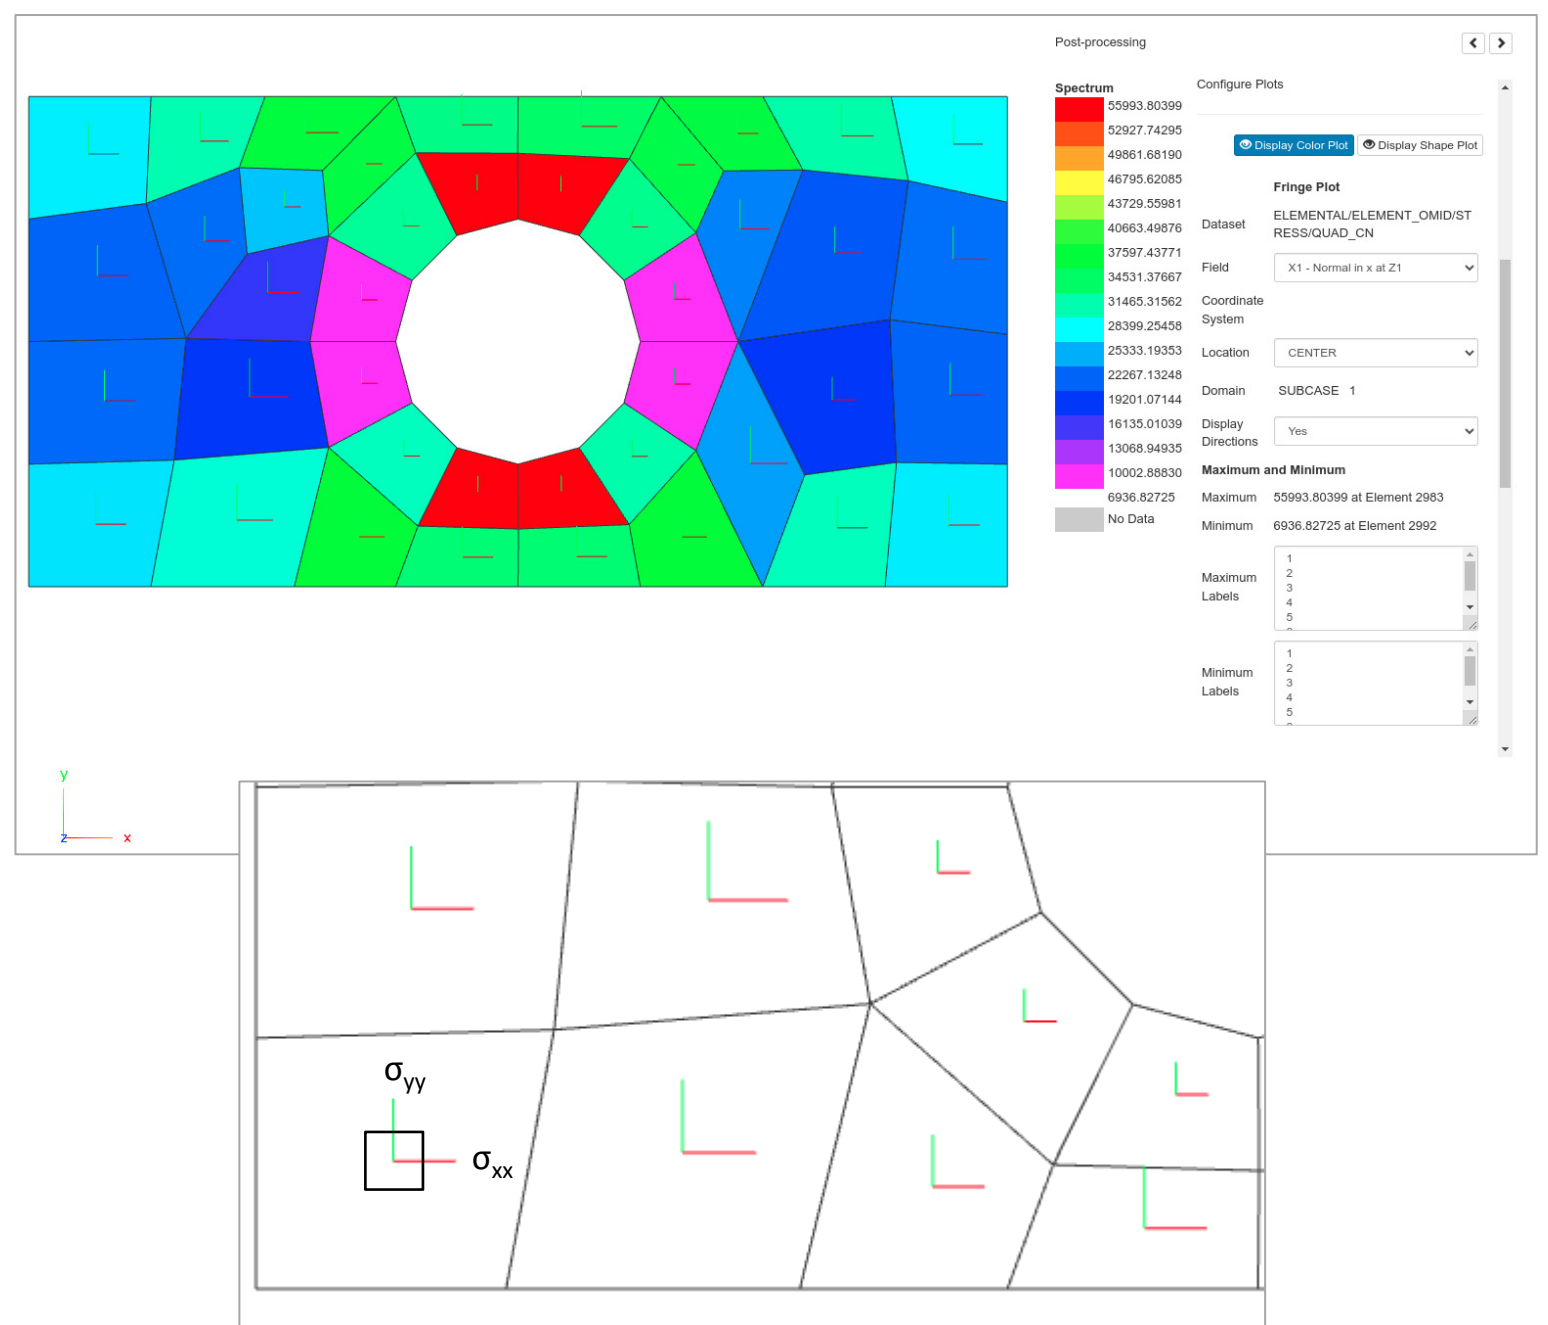 Post-processing
Spectrum
55993.80399
52927.74295
49861.68190
46795.62085
43729.55981
40663.49876
37597.43771
34531.37667
31465.31562
28399.25458
25333.19353
22267.13248
19201.07144
16135.01039
13068.94935
10002.88830
6936.82725
No Data
Configure Plots
Display Color Plot
Display Shape Plot
Fringe Plot
Dataset
ELEMENTAL/ELEMENT_OMID/ST
RESS/QUAD_CN
Field
X1 - Normal in x at Z1
Coordinate
System
Location
CENTER
Domain
SUBCASE 1
Display
Directions
Yes
Maximum and Minimum
Maximum
55993.80399 at Element 2983
Minimum
6936.82725 at Element 2992
Maximum
Labels
1
2
3
4
5
Minimum
Labels
1
2
3
4
5
y
z
x
σyy
σxx